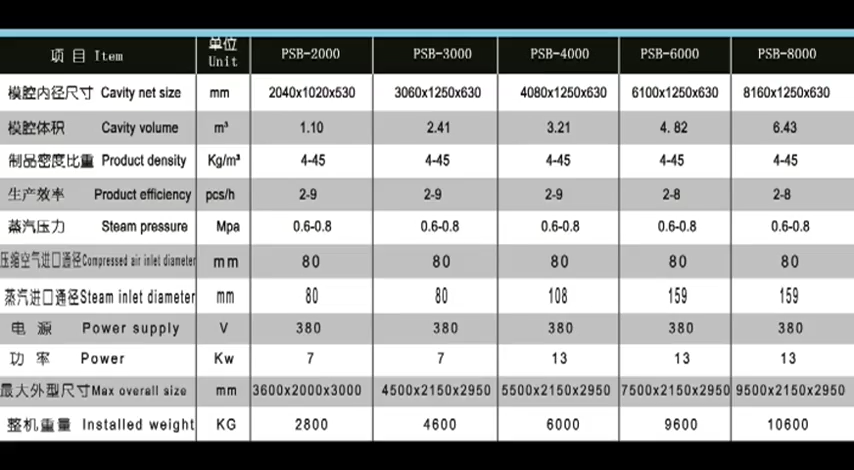 项 目 Item 单位 Unit PSB-2000 PSB-3000 PSB-4000 PSB-6000 PSB-8000
模腔内径尺寸 Cavity net size mm 2040x1020x530 3060x1250x630 4080x1250x630 6100x1250x630 8160x1250x630
模腔体积 Cavity volume m³ 1.10 2.41 3.21 4. 82 6.43
制品密度比重 Product density Kg/m³ 4-45 4-45 4-45 4-45 4-45
生产效率 Product efficiency pcs/h 2-9 2-9 2-9 2-8 2-8
蒸汽压力 Steam pressure Mpa 0.6-0.8 0.6-0.8 0.6-0.8 0.6-0.8 0.6-0.8
压缩空气进口通径 Compressed air inlet diameter mm 80 80 80 80 80
蒸汽进口通径 Steam inlet diameter mm 80 80 108 159 159
电 源 Power supply V 380 380 380 380 380
功 率 Power Kw 7 7 13 13 13
最大外型尺寸 Max overall size mm 3600x2000x3000 4500x2150x2950 5500x2150x2950 7500x2150x2950 9500x2150x2950
整机重量 Installed weight KG 2800 4600 6000 9600 10600